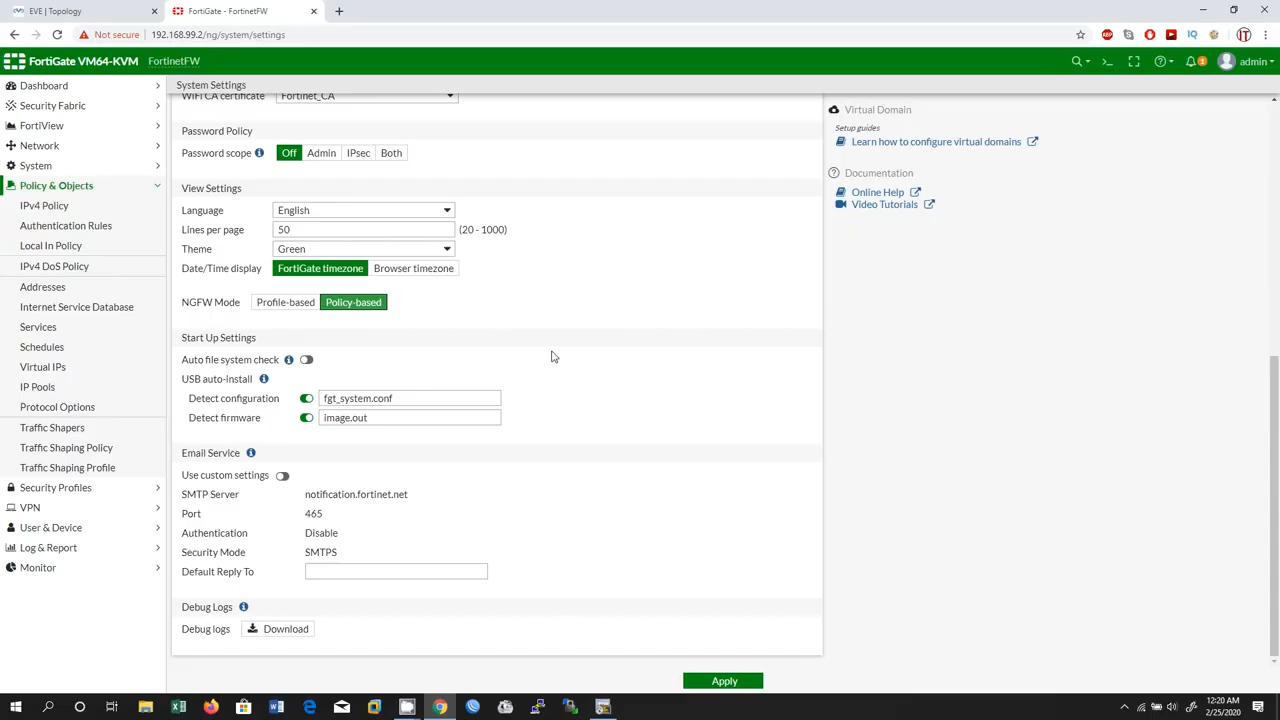 EVE | Topology
FortiGate - FortinetFW
Not secure
192.168.99.2/ng/system/settings
FortiGate VM64-KVM
FortinetFW
1
admin
Dashboard
Security Fabric
FortiView
Network
System
Policy & Objects
IPv4 Policy
Authentication Rules
Local In Policy
IPv4 DoS Policy
Addresses
Internet Service Database
Services
Schedules
Virtual IPs
IP Pools
Protocol Options
Traffic Shapers
Traffic Shaping Policy
Traffic Shaping Profile
Security Profiles
VPN
User & Device
Log & Report
Monitor
System Settings
WiFi CA certificate Fortinet_CA
Password Policy
Password scope Off Admin IPsec Both
View Settings
Language English
Lines per page 50 (20 - 1000)
Theme Green
Date/Time display FortiGate timezone Browser timezone
NGFW Mode Profile-based Policy-based
Start Up Settings
Auto file system check
USB auto-install
Detect configuration fgt_system.conf
Detect firmware image.out
Email Service
Use custom settings
SMTP Server notification.fortinet.net
Port 465
Authentication Disable
Security Mode SMTPS
Default Reply To
Debug Logs
Debug logs Download
Apply
Virtual Domain
Setup guides
Learn how to configure virtual domains
Documentation
Online Help
Video Tutorials
12:20 AM
2/25/2020